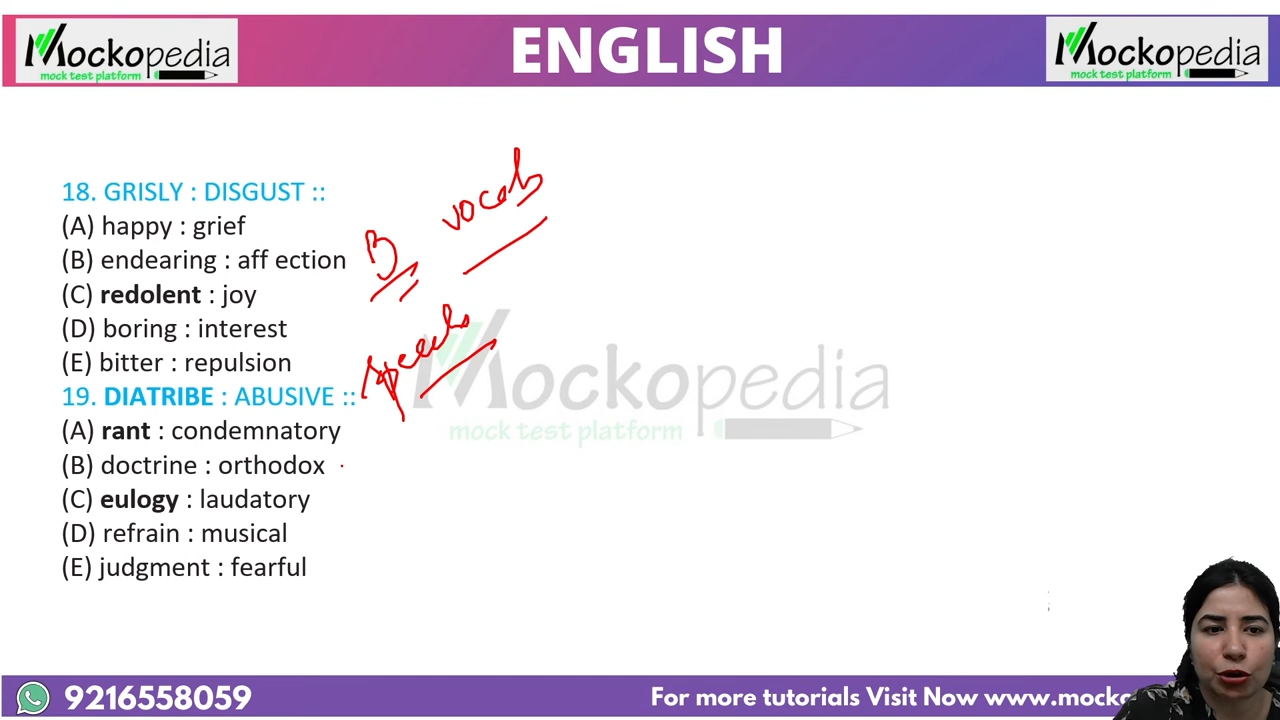 Mockopedia
mock test platform
ENGLISH
Mockopedia
mock test platform
18. GRISLY : DISGUST ::
(A) happy : grief
(B) endearing : aff ection
(C) redolent : joy
(D) boring : interest
(E) bitter : repulsion
B
vocab
speech
19. DIATRIBE : ABUSIVE ::
(A) rant : condemnatory
(B) doctrine : orthodox
(C) eulogy : laudatory
(D) refrain : musical
(E) judgment : fearful
Mockopedia
mock test platform
9216558059
For more tutorials Visit Now www.mocko